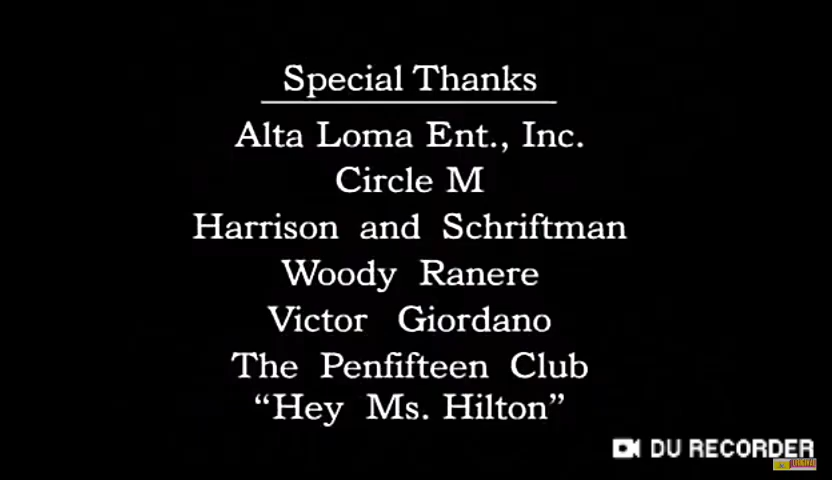 Special Thanks
Alta Loma Ent., Inc.
Circle M
Harrison and Schriftman
Woody Ranere
Victor Giordano
The Penfifteen Club
“Hey Ms. Hilton”
DU RECORDER